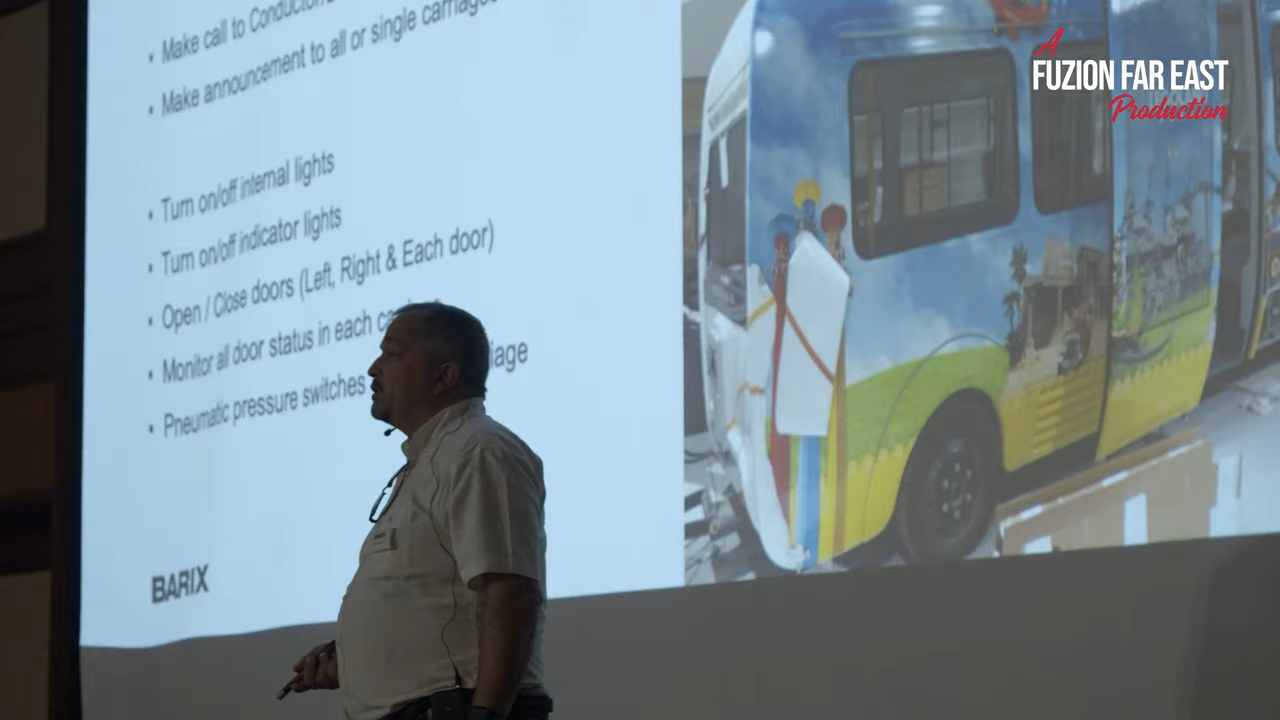 • Make call to Conductor
• Make announcement to all or single carriages
• Turn on/off internal lights
• Turn on/off indicator lights
• Open / Close doors (Left, Right & Each door)
• Monitor all door status in each
• Pneumatic pressure switches
BARIX
A
FUZION FAR EAST
Production